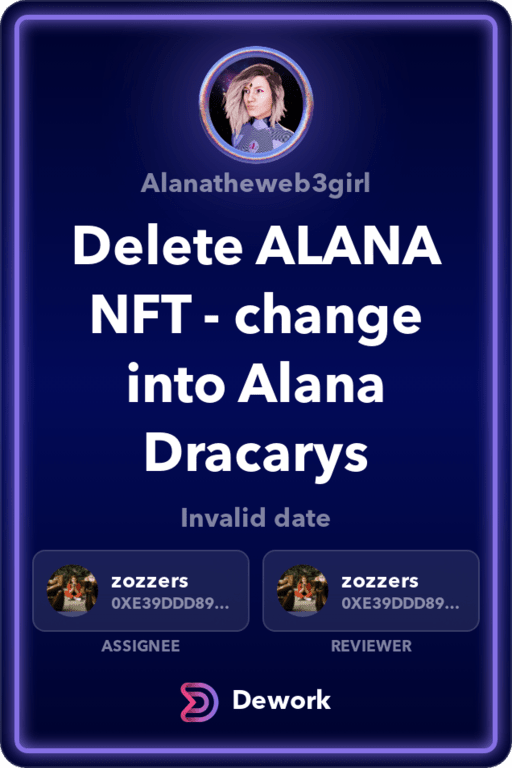 Alanatheweb3girl
Delete ALANA
NFT - change
into Alana
Dracarys
Invalid date
zozzers
0XE39DDD89...
ASSIGNEE
zozzers
0XE39DDD89...
REVIEWER
Dework